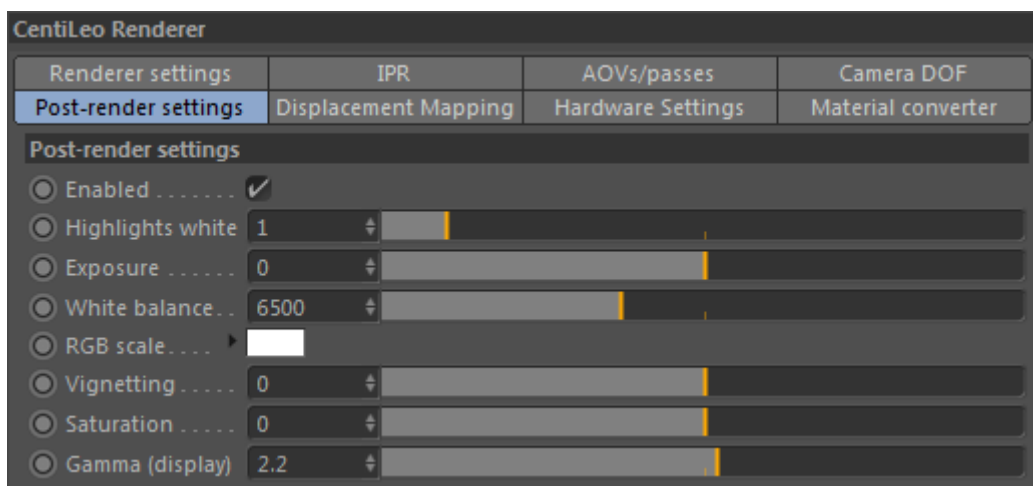 CentiLeo Renderer
Renderer settings IPR AOVs/passes Camera DOF
Post-render settings Displacement Mapping Hardware Settings Material converter
Post-render settings
Enabled . . . . . . .
Highlights white 1
Exposure . . . . . . 0
White balance . . 6500
RGB scale . . . .
Vignetting . . . . . 0
Saturation . . . . . 0
Gamma (display) 2.2